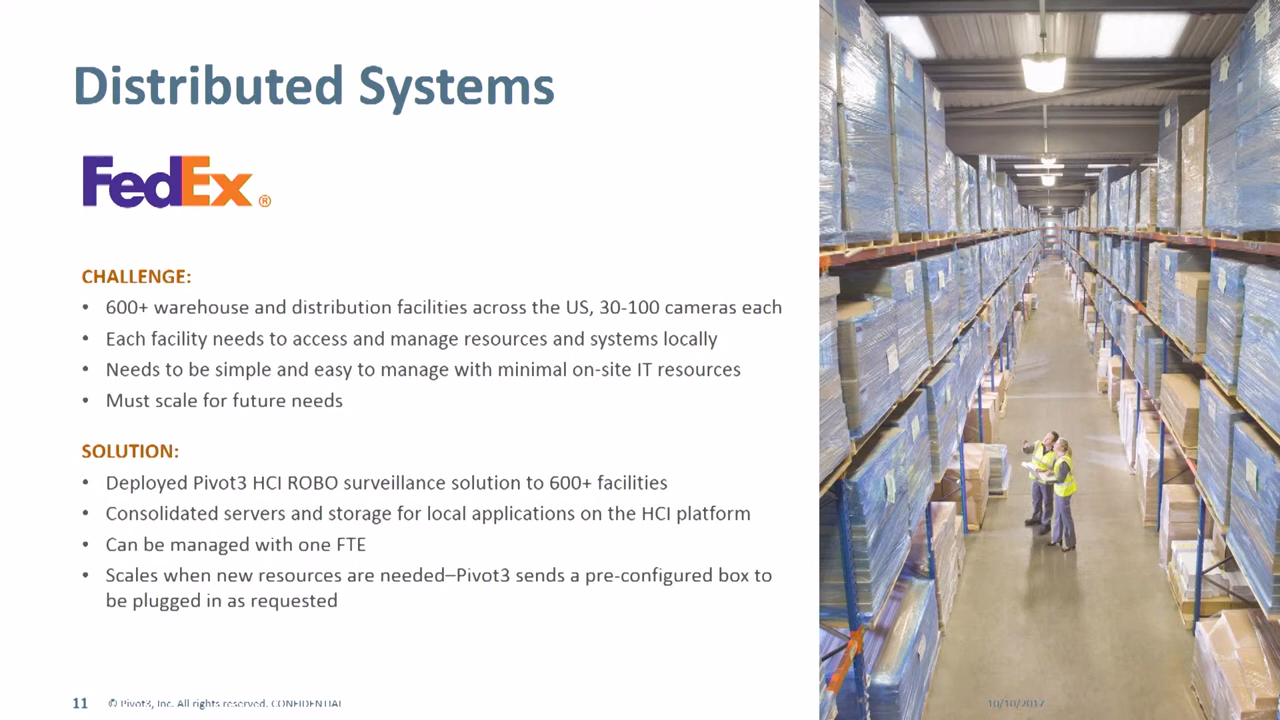 Distributed Systems
FedEx®
CHALLENGE:
• 600+ warehouse and distribution facilities across the US, 30-100 cameras each
• Each facility needs to access and manage resources and systems locally
• Needs to be simple and easy to manage with minimal on-site IT resources
• Must scale for future needs
SOLUTION:
• Deployed Pivot3 HCI ROBO surveillance solution to 600+ facilities
• Consolidated servers and storage for local applications on the HCI platform
• Can be managed with one FTE
• Scales when new resources are needed–Pivot3 sends a pre-configured box to
be plugged in as requested
11 © Pivot3, Inc. All rights reserved. CONFIDENTIAL
10/10/2017